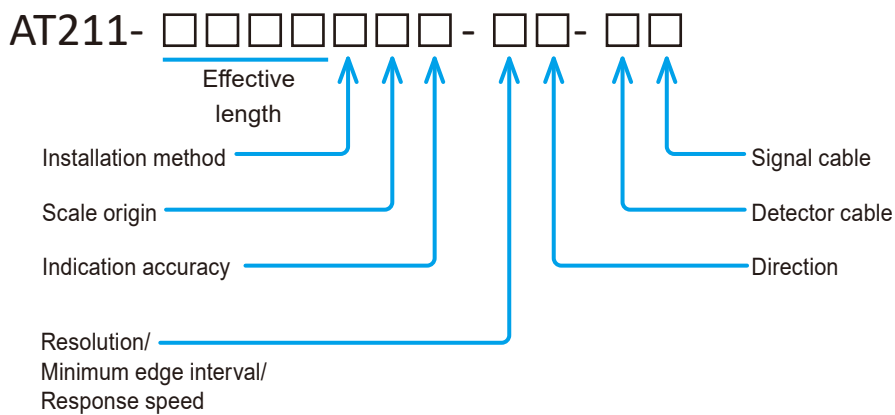 AT211- □□□□□□□ - □□- □□
Effective
length
Installation method
Signal cable
Scale origin
Detector cable
Indication accuracy
Direction
Resolution/
Minimum edge interval/
Response speed